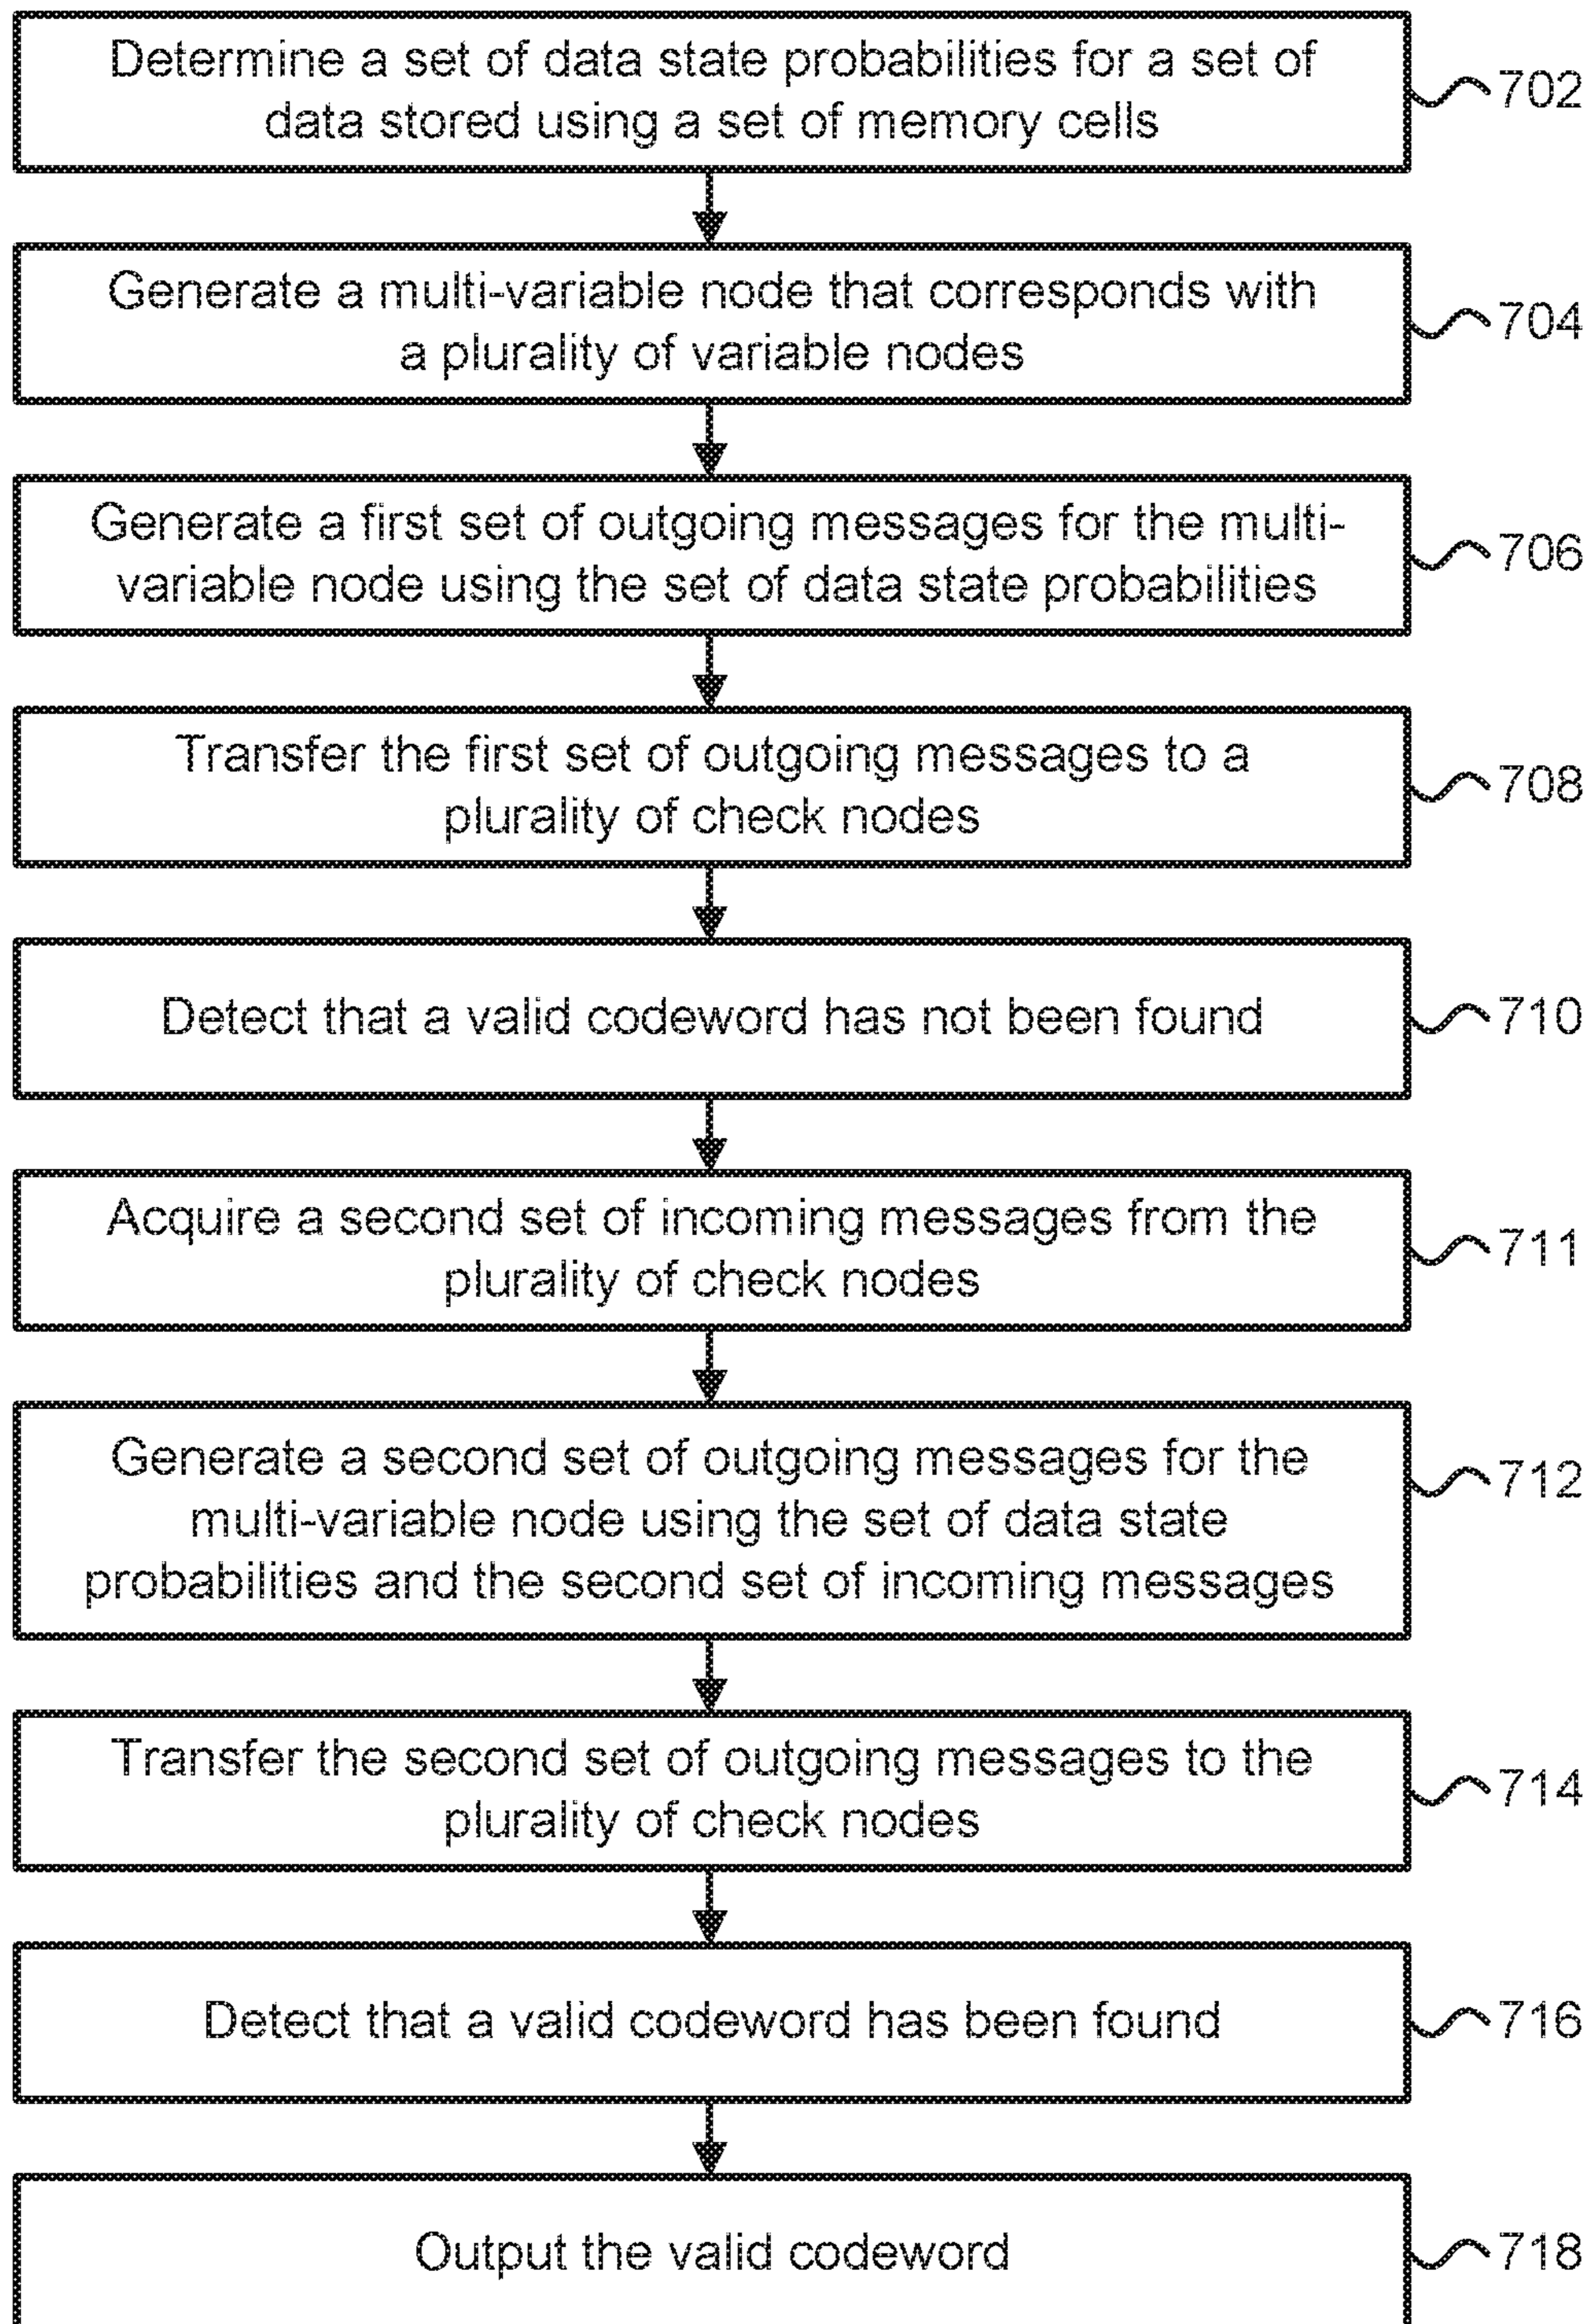 Determine a set of data state probabilities for a set of
data stored using a set of memory cells
702
Generate a multi-variable node that corresponds with
a plurality of variable nodes
704
Generate a first set of outgoing messages for the multi-
variable node using the set of data state probabilities
706
Transfer the first set of outgoing messages to a
plurality of check nodes
708
Detect that a valid codeword has not been found
710
Acquire a second set of incoming messages from the
plurality of check nodes
711
Generate a second set of outgoing messages for the
multi-variable node using the set of data state
probabilities and the second set of incoming messages
712
Transfer the second set of outgoing messages to the
plurality of check nodes
714
Detect that a valid codeword has been found
716
Output the valid codeword
718